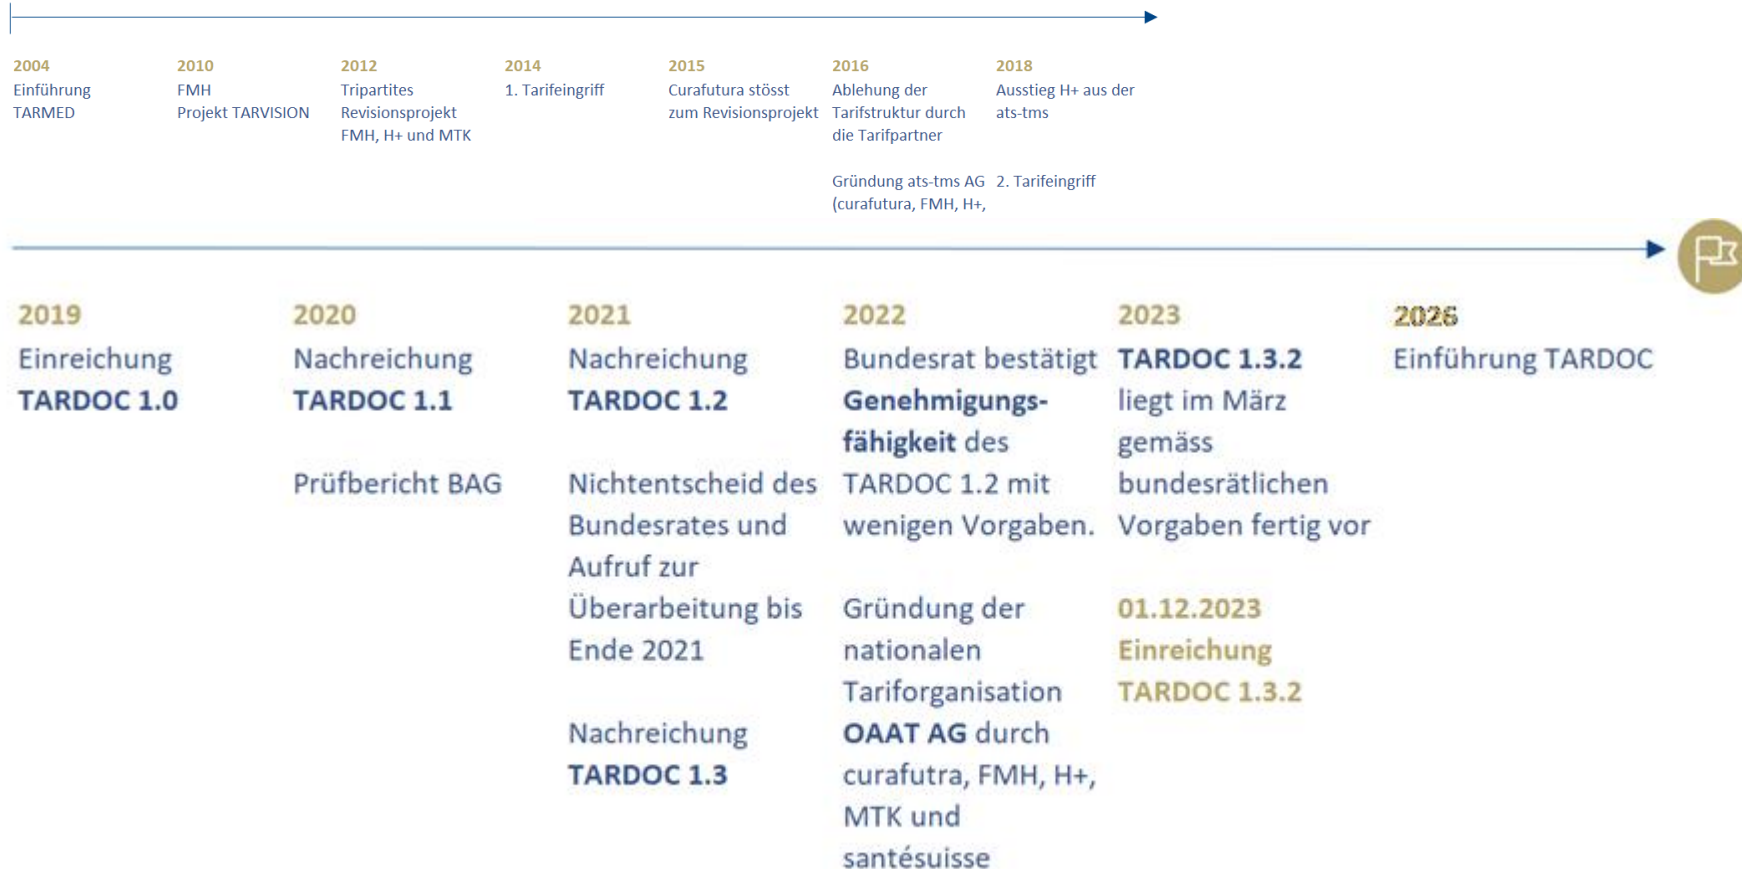 2004
Einführung
TARMED
2010
FMH
Projekt TARVISION
2012
Tripartites
Revisionsprojekt
FMH, H+ und MTK
2014
1. Tarifeingriff
2015
Curafutura stösst
zum Revisionsprojekt
2016
Ablehung der
Tarifstruktur durch
die Tarifpartner
Gründung ats-tms AG
(curafutura, FMH, H+,
2018
Ausstieg H+ aus der
ats-tms
2. Tarifeingriff
2019
Einreichung
TARDOC 1.0
2020
Nachreichung
TARDOC 1.1
Prüfbericht BAG
2021
Nachreichung
TARDOC 1.2
Nichtentscheid des
Bundesrates und
Aufruf zur
Überarbeitung bis
Ende 2021
Nachreichung
TARDOC 1.3
2022
Bundesrat bestätigt
Genehmigungs-
fähigkeit des
TARDOC 1.2 mit
wenigen Vorgaben.
Gründung der
nationalen
Tariforganisation
OAAT AG durch
curafutra, FMH, H+,
MTK und
santésuisse
2023
TARDOC 1.3.2
liegt im März
gemäss
bundesrätlichen
Vorgaben fertig vor
01.12.2023
Einreichung
TARDOC 1.3.2
2026
Einführung TARDOC